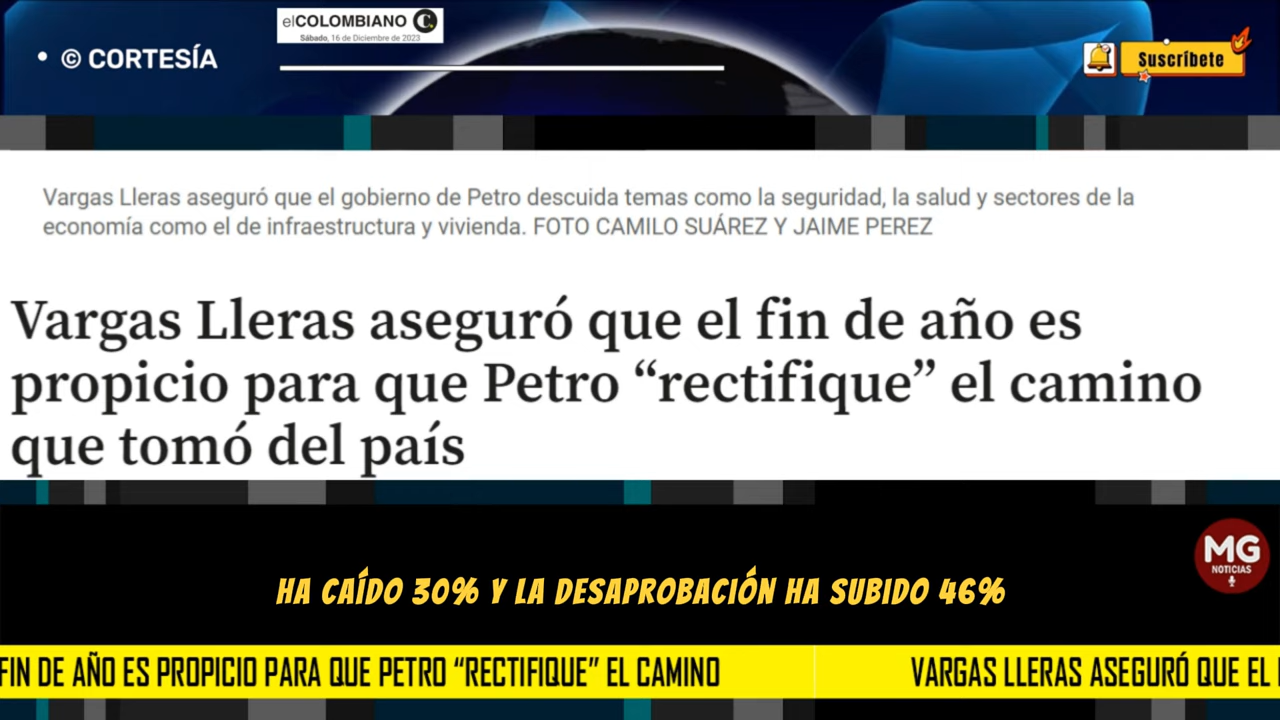 elCOLOMBIANO C
Sábado, 16 de Diciembre de 2023
• © CORTESÍA
Suscríbete
Vargas Lleras aseguró que el gobierno de Petro descuida temas como la seguridad, la salud y sectores de la
economía como el de infraestructura y vivienda. FOTO CAMILO SUÁREZ Y JAIME PEREZ
Vargas Lleras aseguró que el fin de año es
propicio para que Petro “rectifique” el camino
que tomó del país
MG
NOTICIAS
HA CAÍDO 30% Y LA DESAPROBACIÓN HA SUBIDO 46%
FIN DE AÑO ES PROPICIO PARA QUE PETRO “RECTIFIQUE” EL CAMINO VARGAS LLERAS ASEGURÓ QUE EL